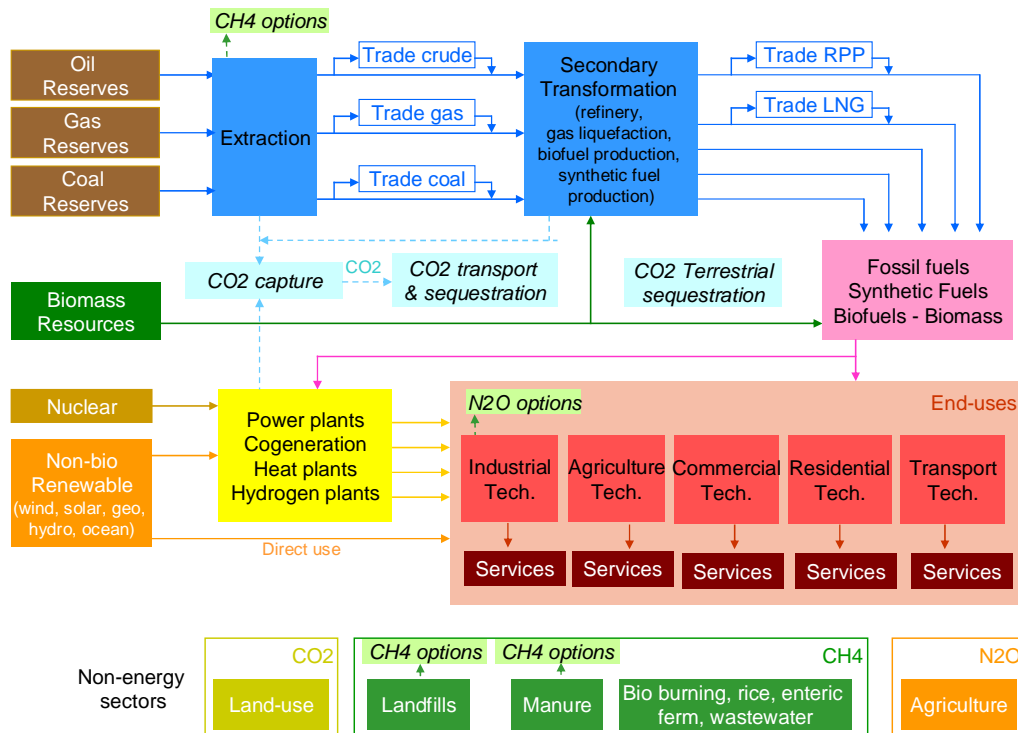 CH4 options
Oil
Reserves
Gas
Reserves
Coal
Reserves
Extraction
Trade crude
Trade gas
Trade coal
Secondary
Transformation
(refinery,
gas liquefaction,
biofuel production,
synthetic fuel
production)
Trade RPP
Trade LNG
CO2 capture
CO2
CO2 transport
& sequestration
CO2 Terrestrial
sequestration
Fossil fuels
Synthetic Fuels
Biofuels - Biomass
Biomass
Resources
Nuclear
Non-bio
Renewable
(wind, solar, geo,
hydro, ocean)
Power plants
Cogeneration
Heat plants
Hydrogen plants
Direct use
N2O options
End-uses
Industrial
Tech.
Agriculture
Tech.
Commercial
Tech.
Residential
Tech.
Transport
Tech.
Services
Services
Services
Services
Services
Non-energy
sectors
CO2
Land-use
CH4 options
CH4 options
CH4
Landfills
Manure
Bio burning, rice, enteric
ferm, wastewater
N2O
Agriculture